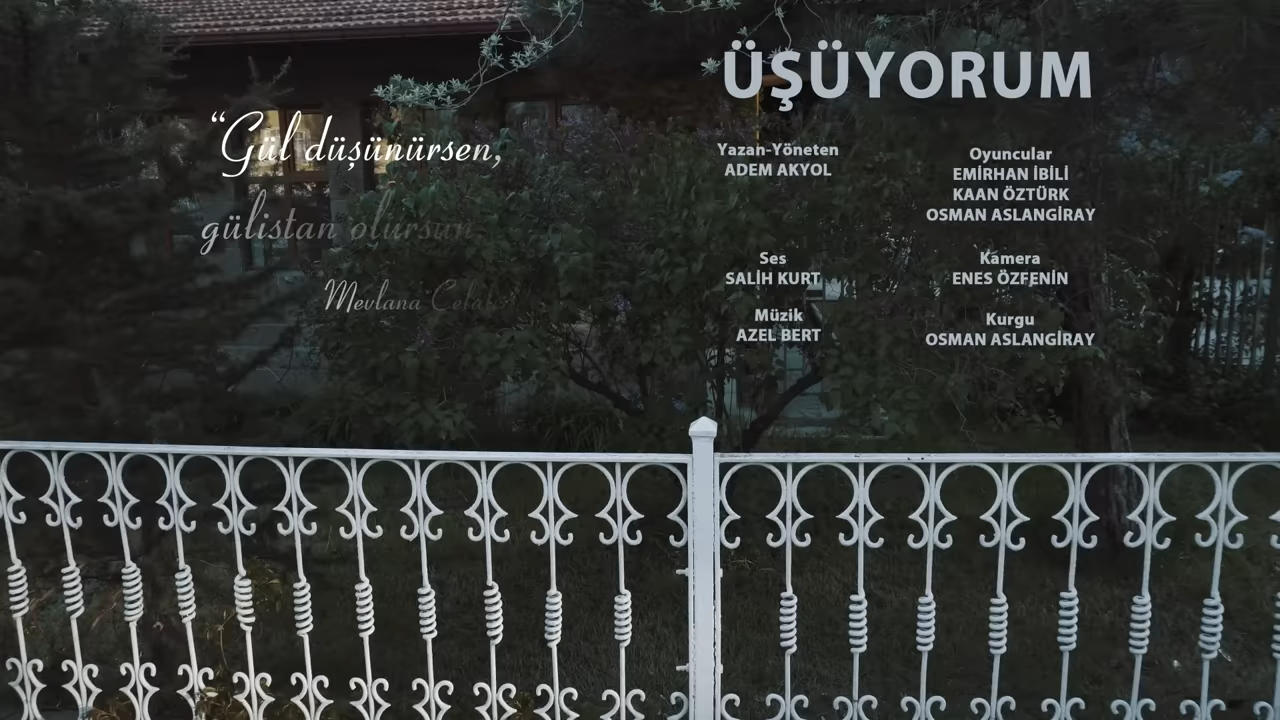 “Gül düşünürsen,
gülistan olursun
Mevlana
ÜŞÜYORUM
Yazan-Yöneten
ADEM AKYOL
Oyuncular
EMİRHAN İBİLİ
KAAN ÖZTÜRK
OSMAN ASLANGİRAY
Ses
SALİH KURT
Kamera
ENES ÖZFENİN
Müzik
AZEL BERT
Kurgu
OSMAN ASLANGİRAY